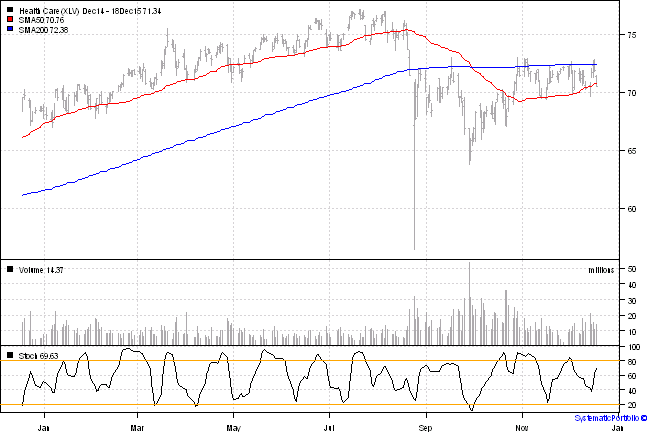 Health Care (XLV) Dec14 - 18Dec15 71.34
SMA50 70.76
SMA200 72.38
75
70
65
60
Volume 14.37
millions
50
40
30
20
10
Stoch 69.63
100
80
60
40
20
Jan Mar May Jul Sep Nov Jan
SystematicPortfolio ©